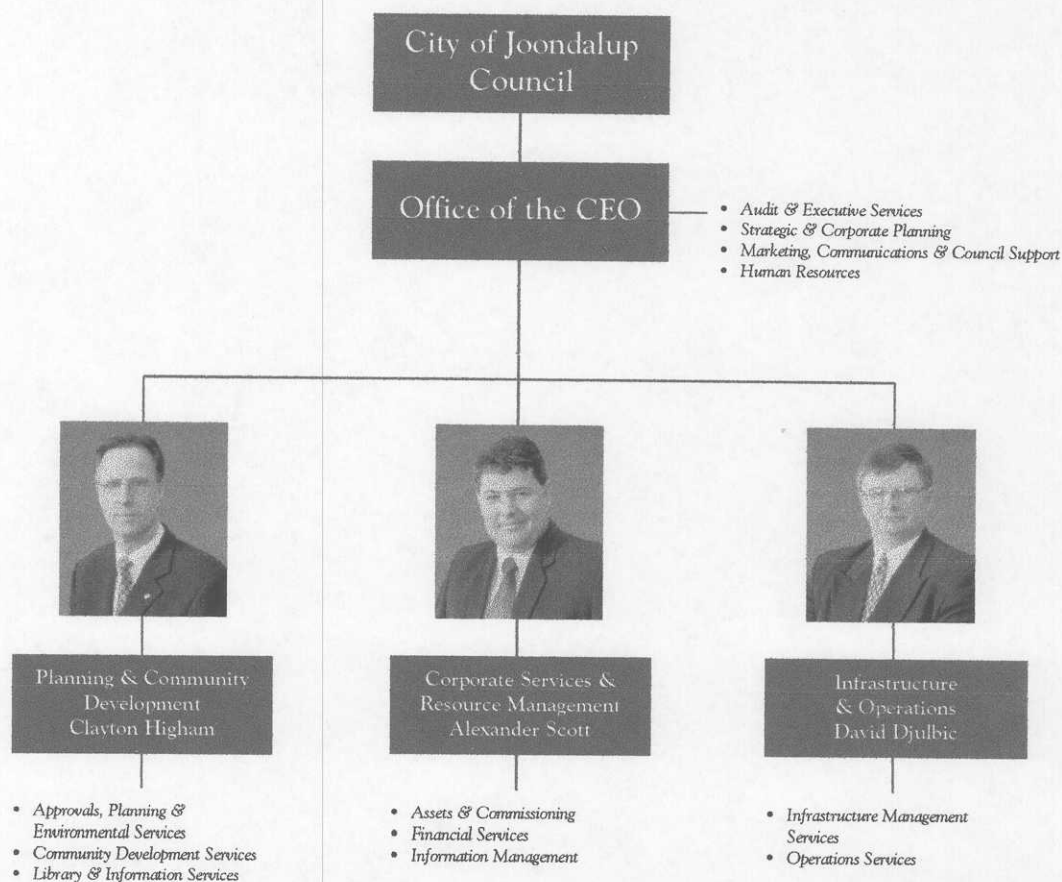 City of Joondalup
Council
Office of the CEO
• Audit & Executive Services
• Strategic & Corporate Planning
• Marketing, Communications & Council Support
• Human Resources
Planning & Community
Development
Clayton Higham
Corporate Services &
Resource Management
Alexander Scott
Infrastructure
& Operations
David Djulbic
• Approvals, Planning &
Environmental Services
• Community Development Services
• Library & Information Services
• Assets & Commissioning
• Financial Services
• Information Management
• Infrastructure Management
Services
• Operations Services